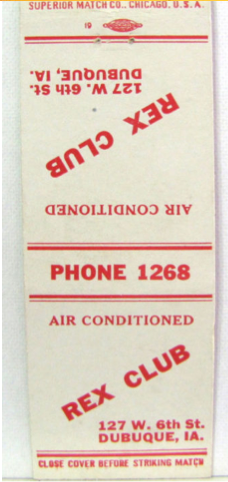 SUPERIOR MATCH CO., CHICAGO, U.S.A.
19
127 W. 6th St.
DUBUQUE, IA.
REX CLUB
AIR CONDITIONED
PHONE 1268
AIR CONDITIONED
REX CLUB
127 W. 6th St.
DUBUQUE, IA.
CLOSE COVER BEFORE STRIKING MATCH